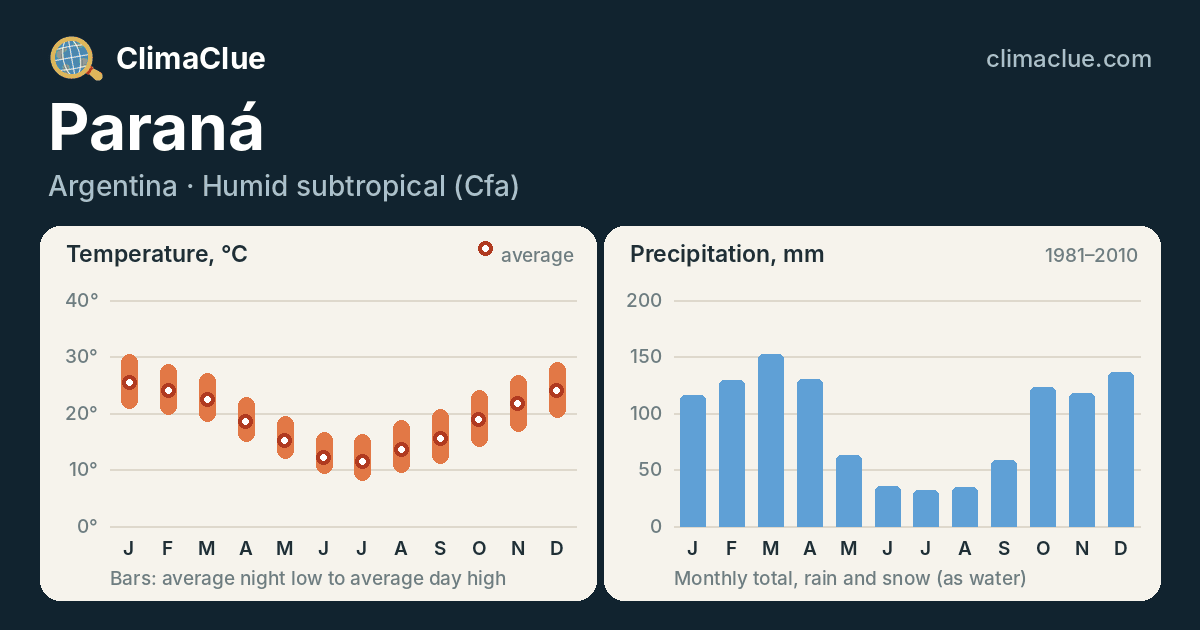 ClimaClue
climaclue.com
Paraná
Argentina · Humid subtropical (Cfa)
Temperature, °C
average
40°
30°
20°
10°
0°
J F M A M J J A S O N D
Bars: average night low to average day high
Precipitation, mm
1981–2010
200
150
100
50
0
J F M A M J J A S O N D
Monthly total, rain and snow (as water)